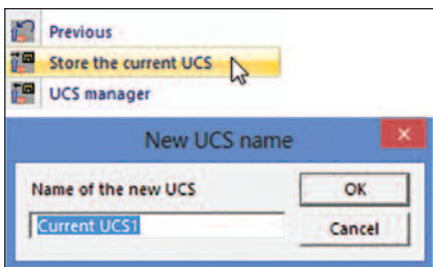 Previous
Store the current UCS
UCS manager
New UCS name
Name of the new UCS
OK
Current UCS1
Cancel